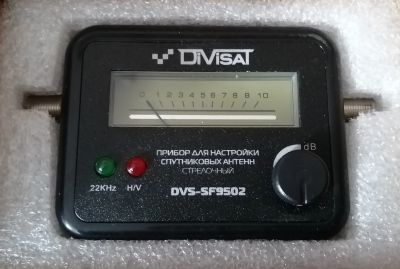 DiViSAT
0 1 2 3 4 5 6 7 8 9 10
ПРИБОР ДЛЯ НАСТРОЙКИ
СПУТНИКОВЫХ АНТЕНН
СТРЕЛОЧНЫЙ
dB
22KHz H/V
DVS-SF9502